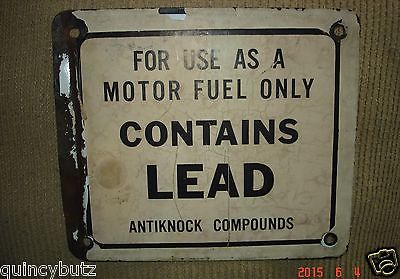 FOR USE AS A
MOTOR FUEL ONLY
CONTAINS
LEAD
ANTIKNOCK COMPOUNDS
2015 6 4
quincybutz